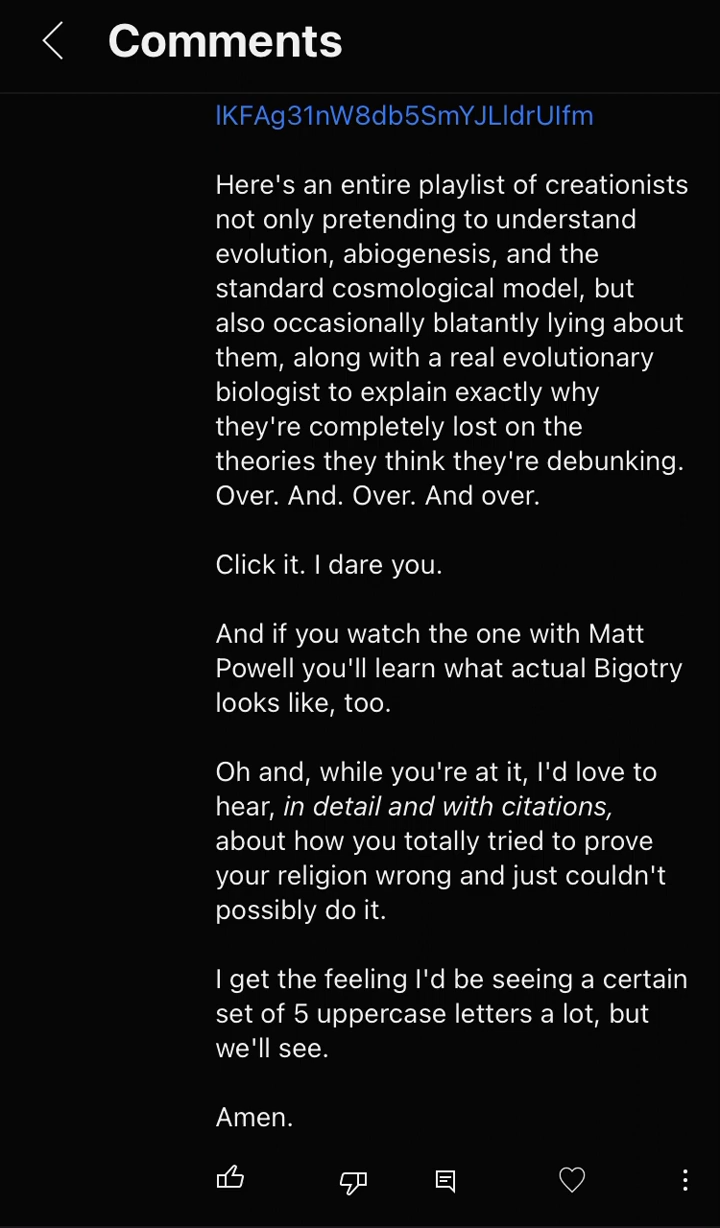 Comments
lKFAg31nW8db5SmYJLldrUIfm
Here's an entire playlist of creationists
not only pretending to understand
evolution, abiogenesis, and the
standard cosmological model, but
also occasionally blatantly lying about
them, along with a real evolutionary
biologist to explain exactly why
they're completely lost on the
theories they think they're debunking.
Over. And. Over. And over.
Click it. I dare you.
And if you watch the one with Matt
Powell you'll learn what actual Bigotry
looks like, too.
Oh and, while you're at it, I'd love to
hear, in detail and with citations,
about how you totally tried to prove
your religion wrong and just couldn't
possibly do it.
I get the feeling I'd be seeing a certain
set of 5 uppercase letters a lot, but
we'll see.
Amen.